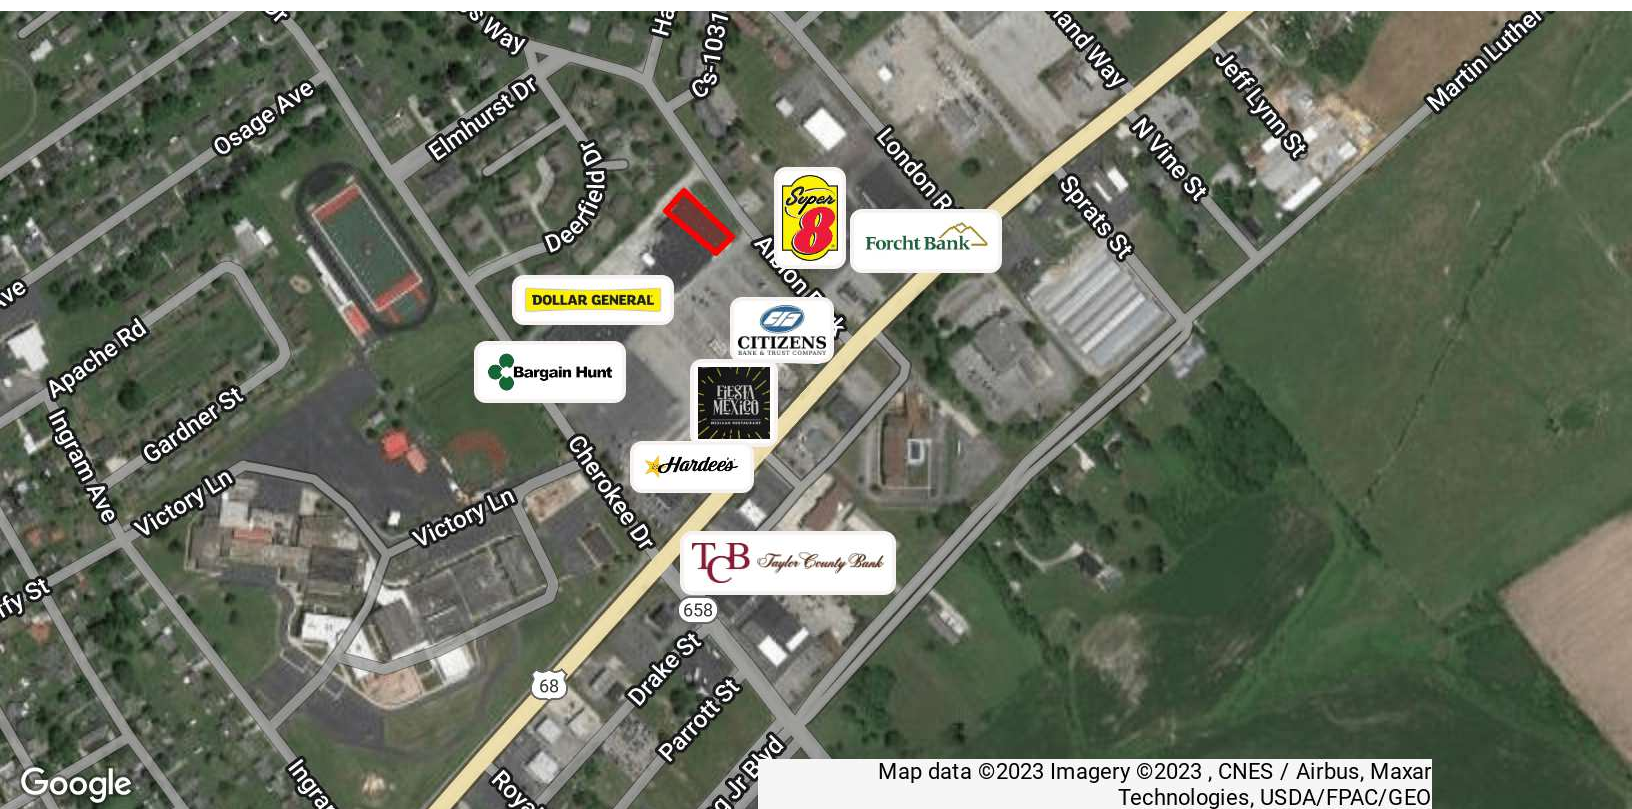 Osage Ave
Elmhurst Dr
Way
Cs-1031
Deerfield Dr
London
Jeff Lynn St
N Vine St
Sprats St
Martin Luther
Super
8
Forcht Bank
DOLLAR GENERAL
CITIZENS
BANK & TRUST COMPANY
Bargain Hunt
FIESTA
MEXICO
MEXICAN RESTAURANT
Hardee's
Apache Rd
Gardner St
Ingram Ave
Victory Ln
Victory Ln
Cherokee Dr
TCB Taylor County Bank
658
68
Drake St
Parrott St
Jr Blvd
Google
Map data ©2023 Imagery ©2023 , CNES / Airbus, Maxar
Technologies, USDA/FPAC/GEO